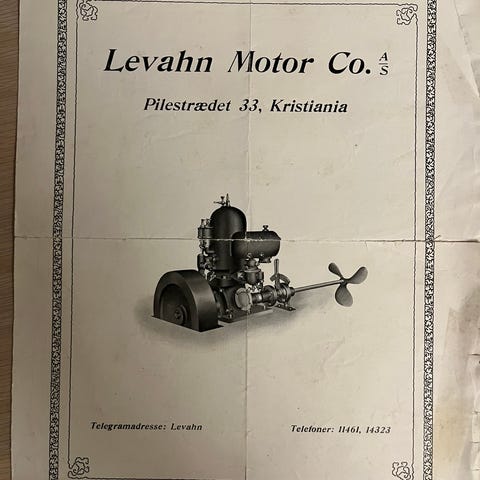 Levahn Motor Co. A/S
Pilestrædet 33, Kristiania
Telegramadresse: Levahn
Telefoner: 11461, 14323